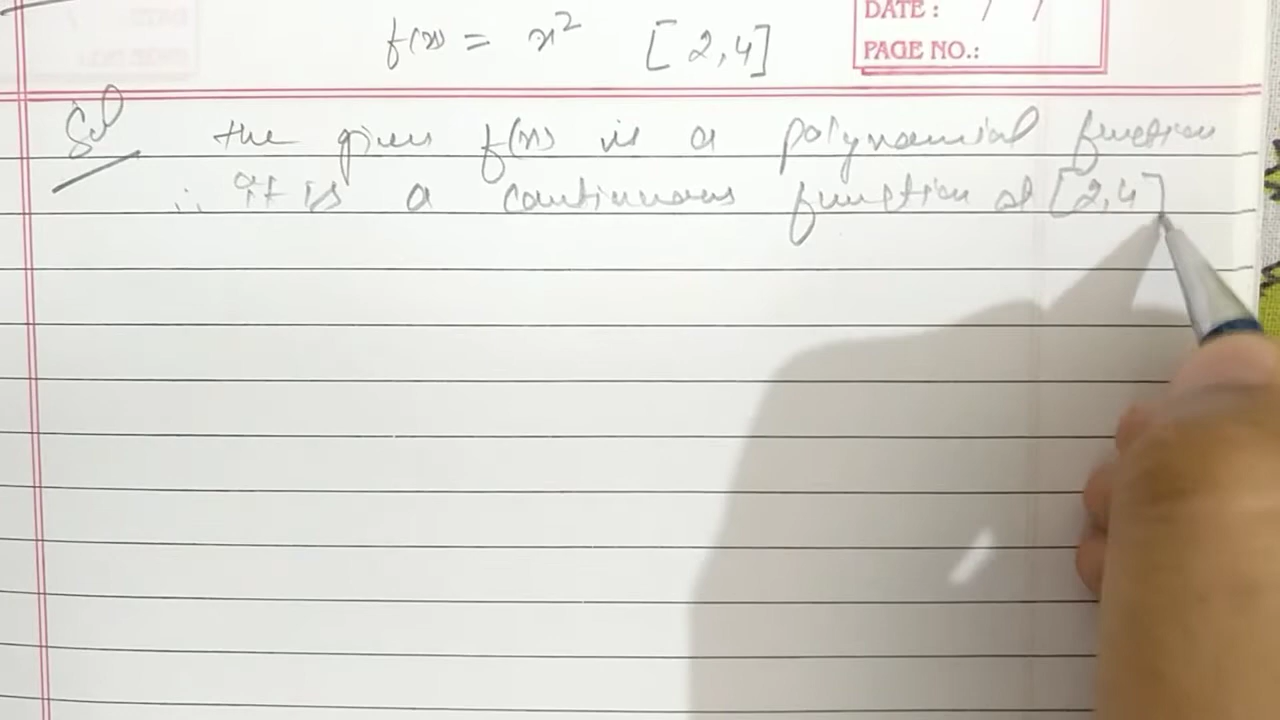 DATE : / /
f(x) = x² [2,4]
PAGE NO.:
Sol the given f(x) is a polynomial function
∴ it is a continuous function at [2,4]